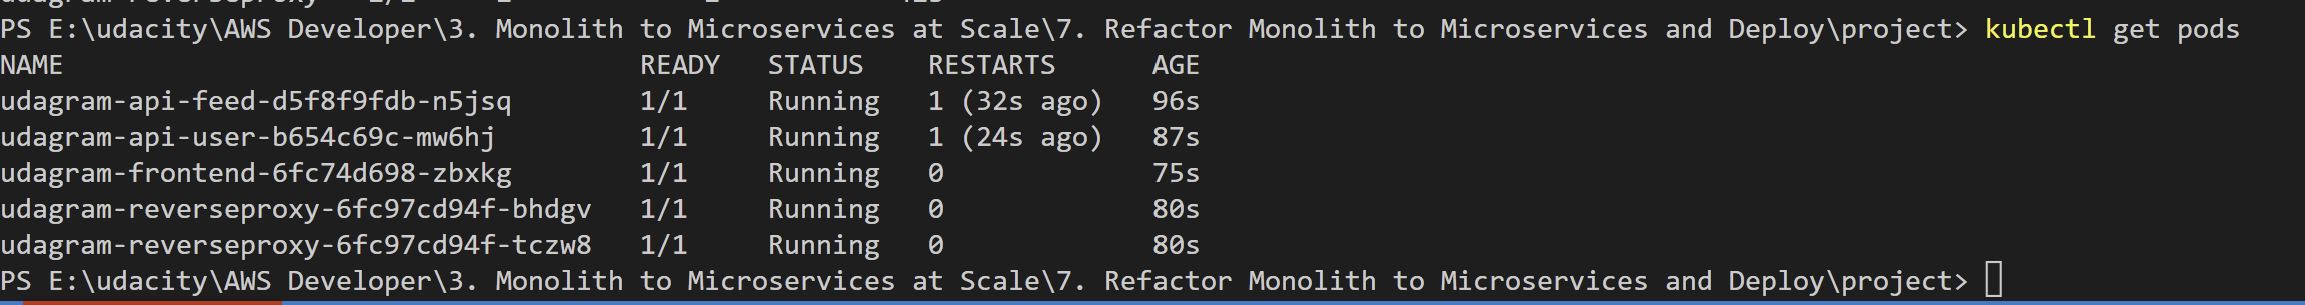 PS E:\udacity\AWS Developer\3. Monolith to Microservices at Scale\7. Refactor Monolith to Microservices and Deploy\project> kubectl get pods
NAME READY STATUS RESTARTS AGE
udagram-api-feed-d5f8f9fdb-n5jsq 1/1 Running 1 (32s ago) 96s
udagram-api-user-b654c69c-mw6hj 1/1 Running 1 (24s ago) 87s
udagram-frontend-6fc74d698-zbxkg 1/1 Running 0 75s
udagram-reverseproxy-6fc97cd94f-bhdgv 1/1 Running 0 80s
udagram-reverseproxy-6fc97cd94f-tczw8 1/1 Running 0 80s
PS E:\udacity\AWS Developer\3. Monolith to Microservices at Scale\7. Refactor Monolith to Microservices and Deploy\project>